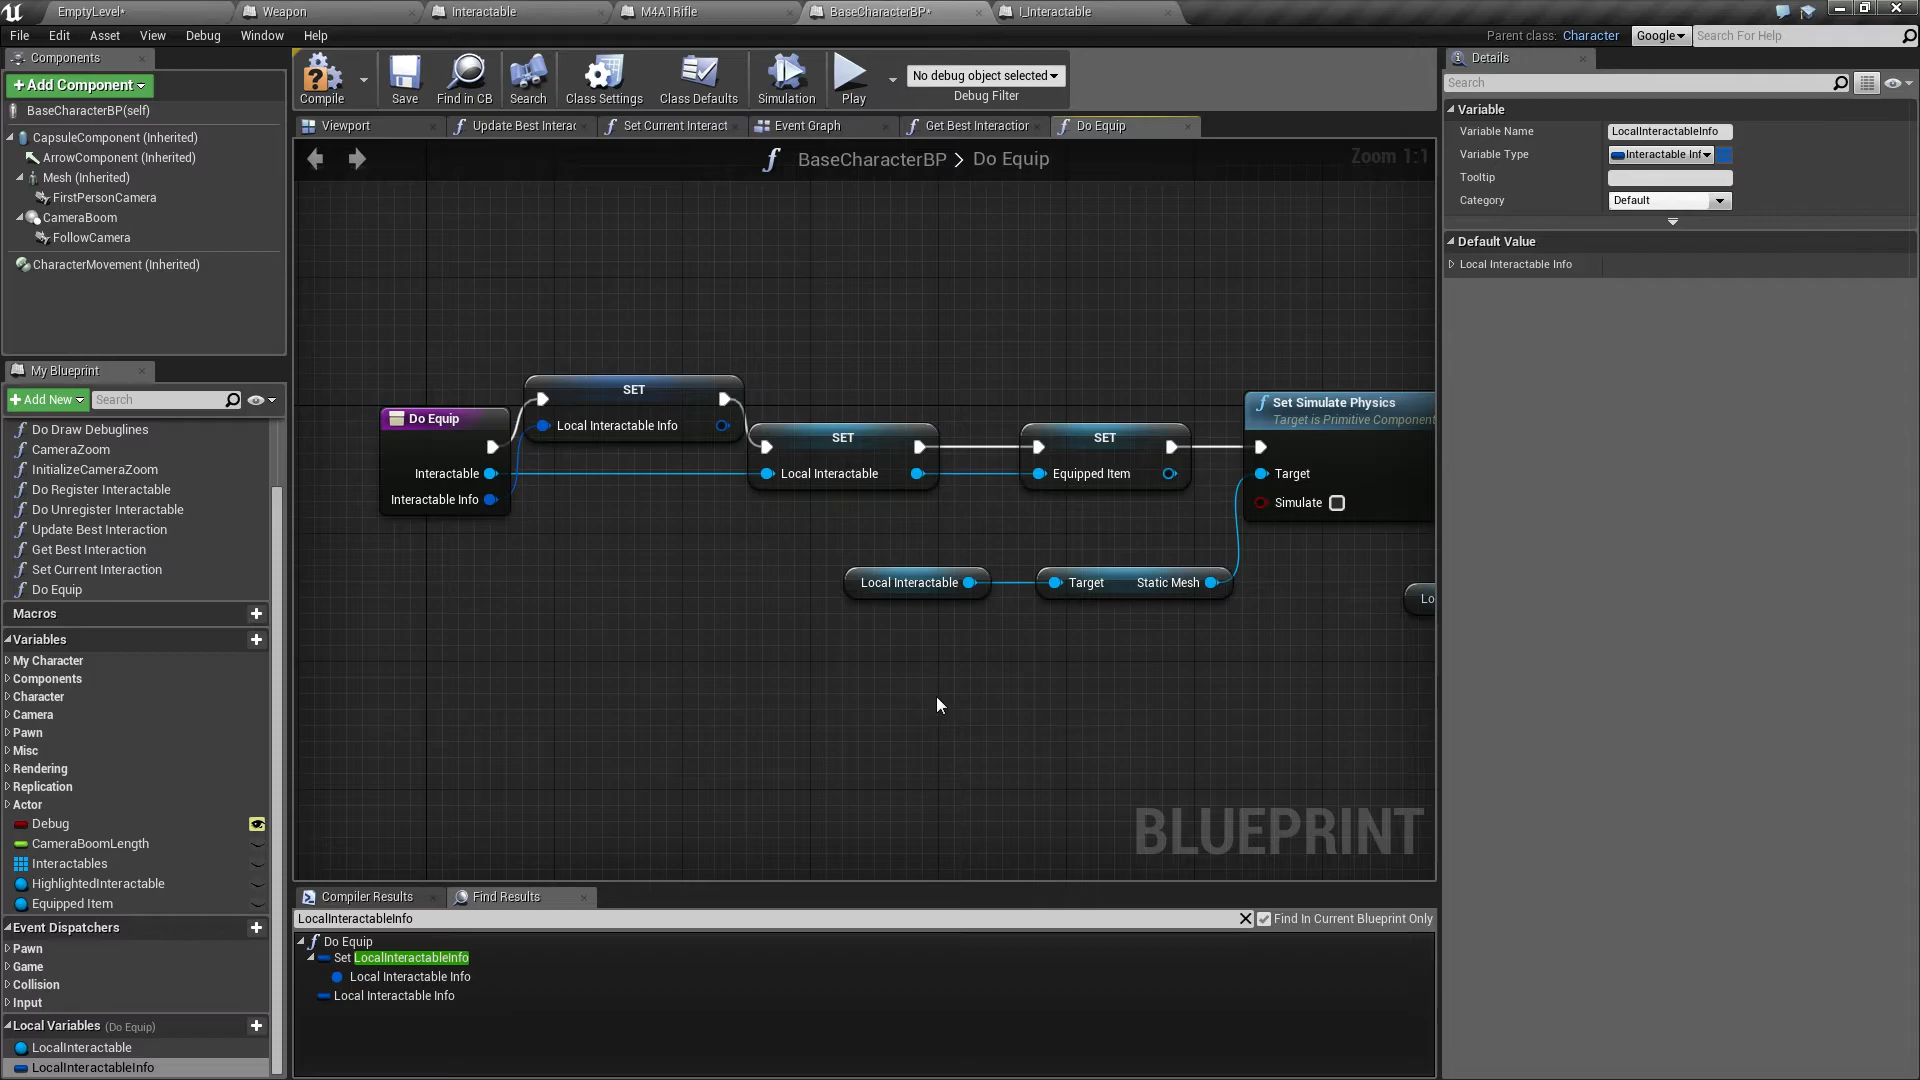 EmptyLevel*
Weapon
Interactable
M4A1Rifle
BaseCharacterBP*
I_Interactable
File Edit Asset View Debug Window Help
Parent class: Character
Google
Search For Help
Components
+Add Component
BaseCharacterBP(self)
CapsuleComponent (Inherited)
ArrowComponent (Inherited)
Mesh (Inherited)
FirstPersonCamera
CameraBoom
FollowCamera
CharacterMovement (Inherited)
My Blueprint
+Add New
Search
Do Draw Debuglines
CameraZoom
InitializeCameraZoom
Do Register Interactable
Do Unregister Interactable
Update Best Interaction
Get Best Interaction
Set Current Interaction
Do Equip
Macros
Variables
My Character
Components
Character
Camera
Pawn
Misc
Rendering
Replication
Actor
Debug
CameraBoomLength
Interactables
HighlightedInteractable
Equipped Item
Event Dispatchers
Pawn
Game
Collision
Input
Local Variables (Do Equip)
LocalInteractable
LocalInteractableInfo
Compile
Save
Find in CB
Search
Class Settings
Class Defaults
Simulation
Play
No debug object selected
Debug Filter
Viewport
Update Best Interac
Set Current Interact
Event Graph
Get Best Interaction
Do Equip
BaseCharacterBP > Do Equip
Zoom 1:1
Do Equip
Interactable
Interactable Info
SET
Local Interactable Info
SET
Local Interactable
SET
Equipped Item
Set Simulate Physics
Target is Primitive Component
Target
Simulate
Local Interactable
Target Static Mesh
Lo
BLUEPRINT
Compiler Results
Find Results
LocalInteractableInfo
Find In Current Blueprint Only
Do Equip
Set LocalInteractableInfo
Local Interactable Info
Local Interactable Info
Details
Search
Variable
Variable Name LocalInteractableInfo
Variable Type Interactable Inf
Tooltip
Category Default
Default Value
Local Interactable Info